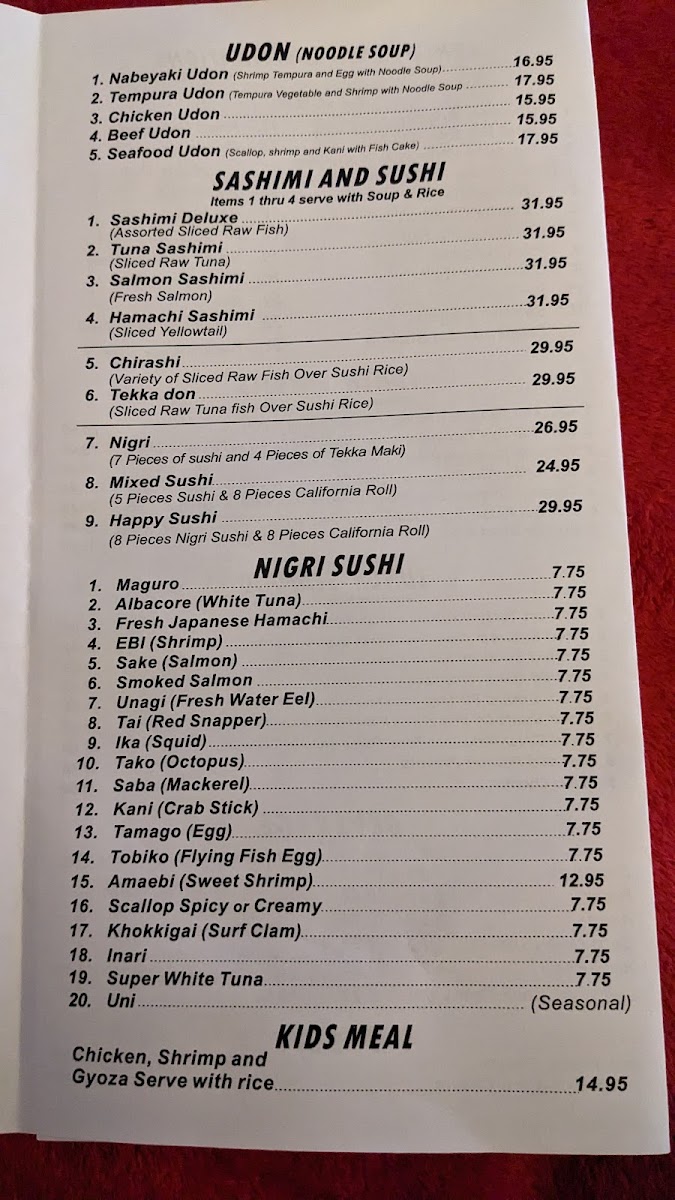 UDON (NOODLE SOUP)
1. Nabeyaki Udon (Shrimp Tempura and Egg with Noodle Soup) 16.95
2. Tempura Udon (Tempura Vegetable and Shrimp with Noodle Soup 17.95
3. Chicken Udon 15.95
4. Beef Udon 15.95
5. Seafood Udon (Scallop, shrimp and Kani with Fish Cake) 17.95
SASHIMI AND SUSHI
Items 1 thru 4 serve with Soup & Rice
1. Sashimi Deluxe 31.95
(Assorted Sliced Raw Fish)
2. Tuna Sashimi 31.95
(Sliced Raw Tuna)
3. Salmon Sashimi 31.95
(Fresh Salmon)
4. Hamachi Sashimi 31.95
(Sliced Yellowtail)
5. Chirashi 29.95
(Variety of Sliced Raw Fish Over Sushi Rice)
6. Tekka don 29.95
(Sliced Raw Tuna fish Over Sushi Rice)
7. Nigri 26.95
(7 Pieces of sushi and 4 Pieces of Tekka Maki)
8. Mixed Sushi 24.95
(5 Pieces Sushi & 8 Pieces California Roll)
9. Happy Sushi 29.95
(8 Pieces Nigri Sushi & 8 Pieces California Roll)
NIGRI SUSHI
1. Maguro 7.75
2. Albacore (White Tuna) 7.75
3. Fresh Japanese Hamachi 7.75
4. EBI (Shrimp) 7.75
5. Sake (Salmon) 7.75
6. Smoked Salmon 7.75
7. Unagi (Fresh Water Eel) 7.75
8. Tai (Red Snapper) 7.75
9. Ika (Squid) 7.75
10. Tako (Octopus) 7.75
11. Saba (Mackerel) 7.75
12. Kani (Crab Stick) 7.75
13. Tamago (Egg) 7.75
14. Tobiko (Flying Fish Egg) 7.75
15. Amaebi (Sweet Shrimp) 12.95
16. Scallop Spicy or Creamy 7.75
17. Khokkigai (Surf Clam) 7.75
18. Inari 7.75
19. Super White Tuna 7.75
20. Uni (Seasonal)
KIDS MEAL
Chicken, Shrimp and
Gyoza Serve with rice 14.95